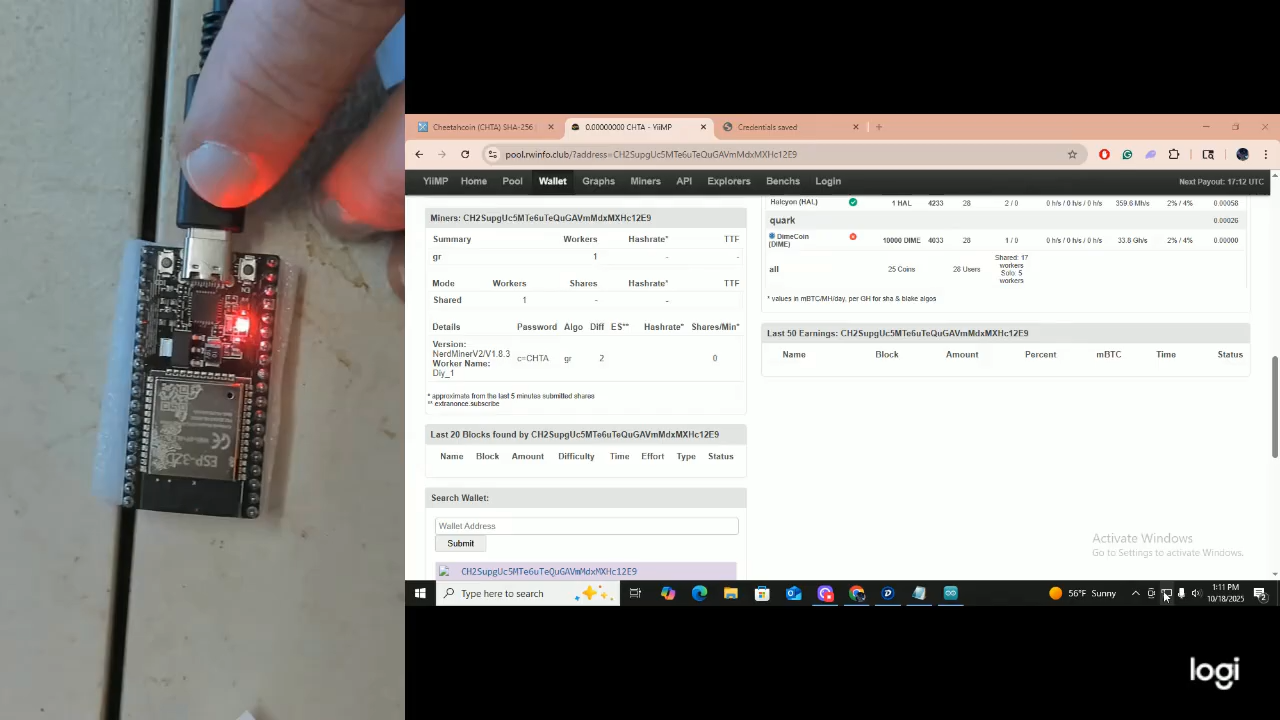 EN
ESP-32D
Cheetahcoin (CHTA) SHA-256 |
0.00000000 CHTA - YiiMP
Credentials saved
pool.rwinfo.club/?address=CH2SupgUc5MTe6uTeQuGAVmMdxMXHc12E9
YiiMP Home Pool Wallet Graphs Miners API Explorers Benchs Login Next Payout: 17:12 UTC
Miners: CH2SupgUc5MTe6uTeQuGAVmMdxMXHc12E9
Summary Workers Hashrate* TTF
gr 1 - -
Mode Workers Shares Hashrate* TTF
Shared 1 - -
Details Password Algo Diff ES** Hashrate* Shares/Min*
Version:
NerdMinerV2/V1.8.3
Worker Name:
Diy_1
c=CHTA gr 2 0
* approximate from the last 5 minutes submitted shares
** extranonce.subscribe
Last 20 Blocks found by CH2SupgUc5MTe6uTeQuGAVmMdxMXHc12E9
Name Block Amount Difficulty Time Effort Type Status
Search Wallet:
Wallet Address
Submit
CH2SupgUc5MTe6uTeQuGAVmMdxMXHc12E9
Halcyon (HAL) 1 HAL 4233 28 2 / 0 0 h/s / 0 h/s / 0 h/s 359.6 Mh/s 2% / 4% 0.00058
quark 0.00026
DimeCoin
(DIME)
10000 DIME 4033 28 1 / 0 0 h/s / 0 h/s / 0 h/s 33.8 Gh/s 2% / 4% 0.00000
all 25 Coins 28 Users
Shared: 17
workers
Solo: 5
workers
* values in mBTC/MH/day, per GH for sha & blake algos
Last 50 Earnings: CH2SupgUc5MTe6uTeQuGAVmMdxMXHc12E9
Name Block Amount Percent mBTC Time Status
Activate Windows
Go to Settings to activate Windows.
Type here to search
56°F Sunny
1:11 PM
10/18/2025
2
logi